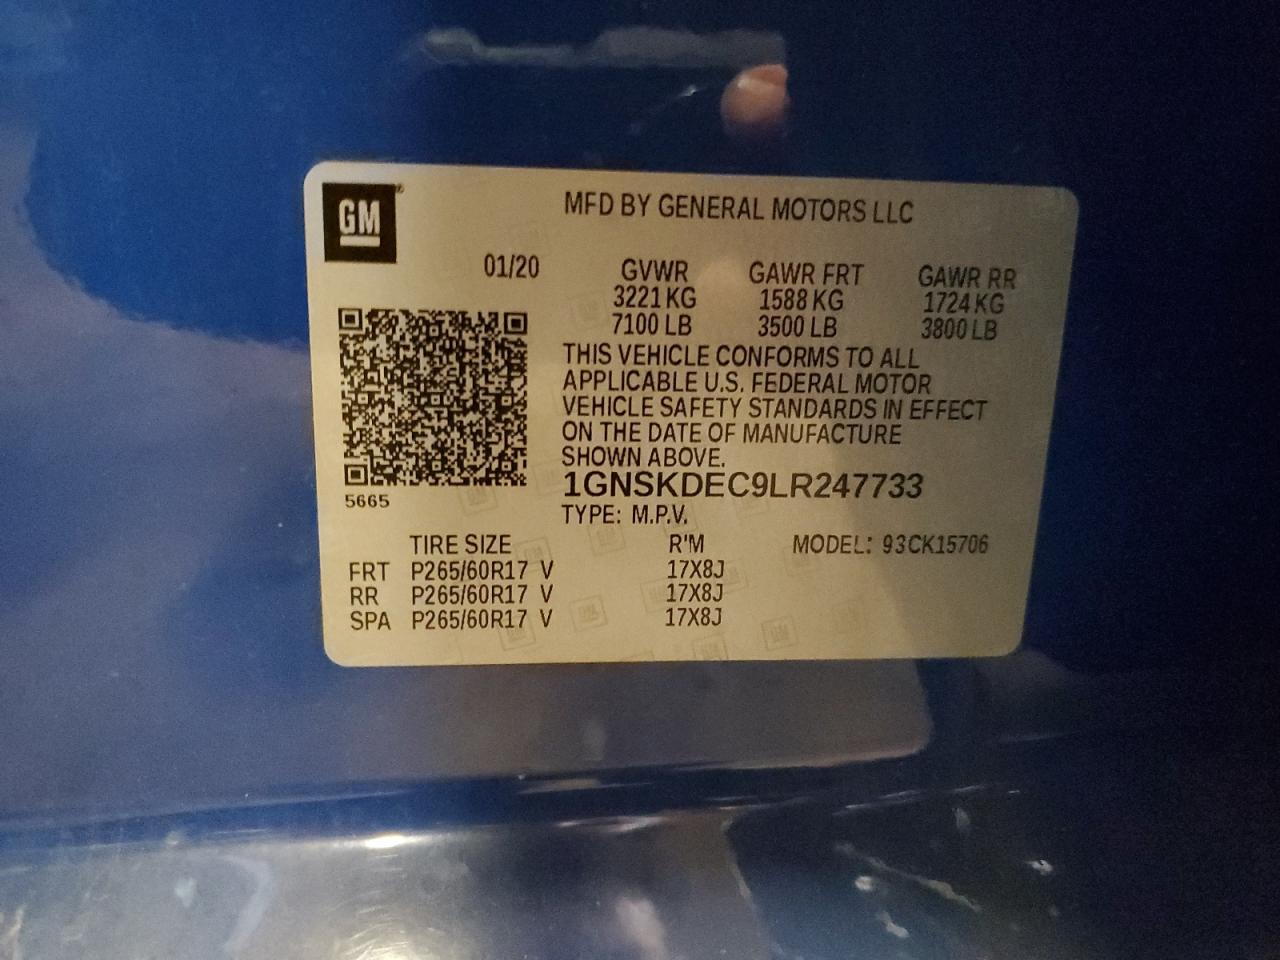 GM
MFD BY GENERAL MOTORS LLC
01/20 GVWR GAWR FRT GAWR RR
3221 KG 1588 KG 1724 KG
7100 LB 3500 LB 3800 LB
THIS VEHICLE CONFORMS TO ALL
APPLICABLE U.S. FEDERAL MOTOR
VEHICLE SAFETY STANDARDS IN EFFECT
ON THE DATE OF MANUFACTURE
SHOWN ABOVE.
1GNSKDEC9LR247733
5665
TYPE: M.P.V.
TIRE SIZE R'M MODEL: 93CK15706
FRT P265/60R17 V 17X8J
RR P265/60R17 V 17X8J
SPA P265/60R17 V 17X8J